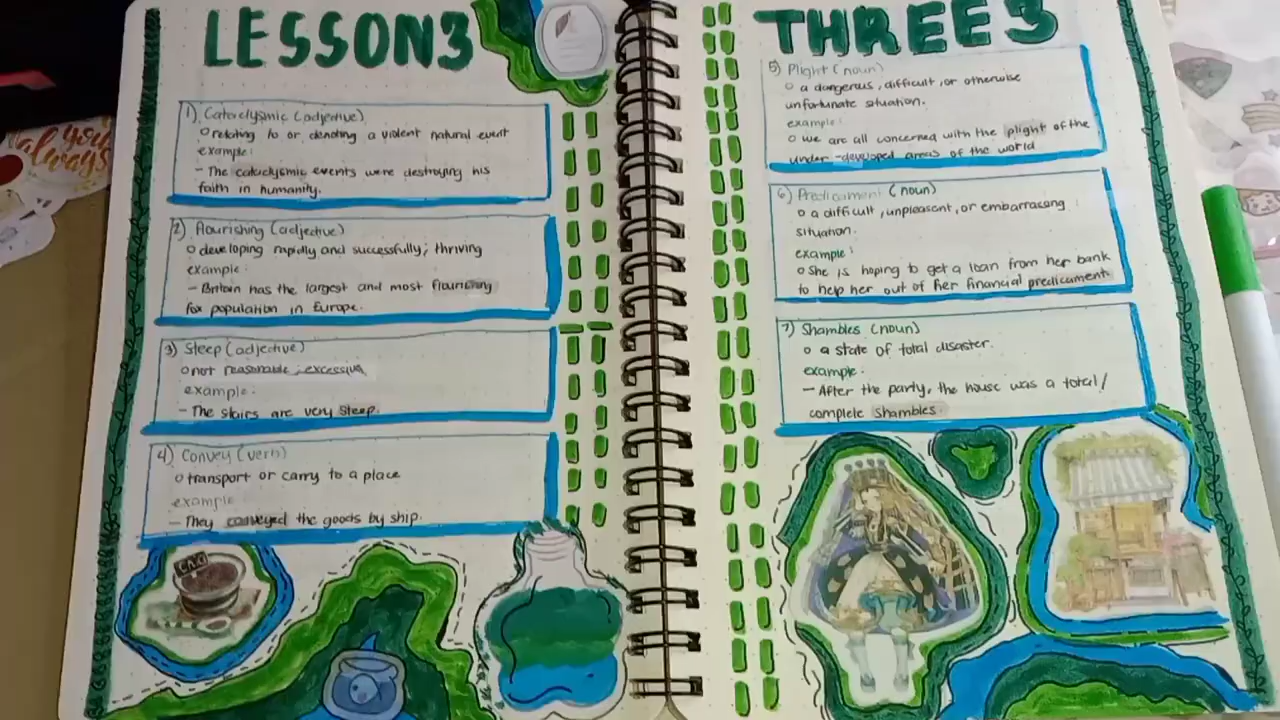 LESSON3
1) Cataclysmic (adjective)
relating to or denoting a violent natural event
example:
- The cataclysmic events were destroying his
faith in humanity.
2) Flourishing (adjective)
developing rapidly and successfully; thriving
example:
- Britain has the largest and most
fox population in Europe.
3) Steep (adjective)
not reasonable; excessive
example:
- The stairs are very steep.
4) Convey (verb)
transport or carry to a place
example
- They conveyed the goods by ship.
THREE3
5) Plight (noun)
a dangerous, difficult, or otherwise
unfortunate situation.
example:
we are all concerned with the plight of the
under-developed areas of the world
6) Predicament (noun)
a difficult, unpleasent, or embarracing
situation.
example:
She is hoping to get a loan from her bank
to help her out of her financial predicament
7) Shambles (noun)
a state of total disaster.
example.
- After the party, the house was a total/
complete shambles.
you
always